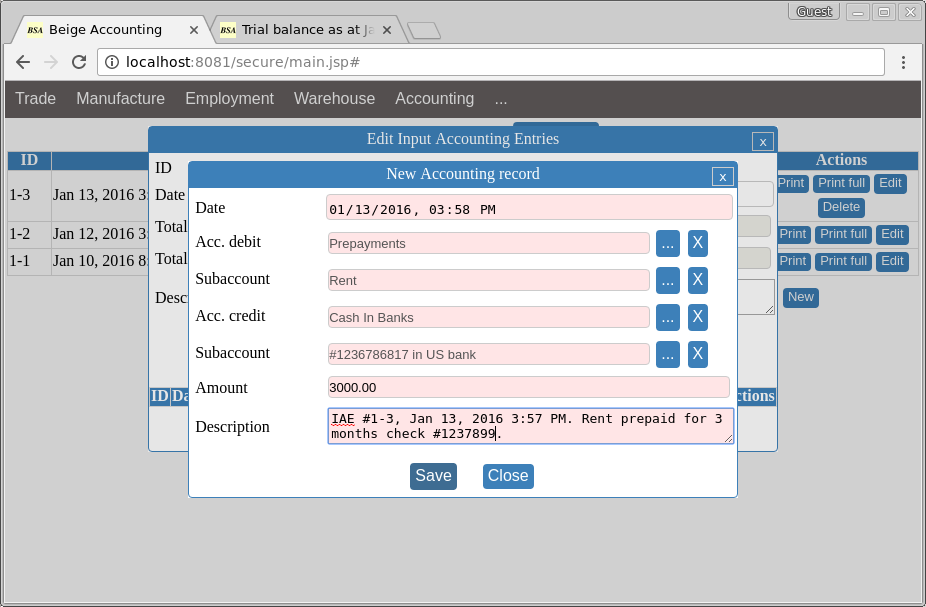 Guest
BSA Beige Accounting
BSA Trial balance as at Ja
localhost:8081/secure/main.jsp#
Trade Manufacture Employment Warehouse Accounting ...
Edit Input Accounting Entries x
ID Actions
ID
New Accounting record x
1-3 Jan 13, 2016 3: Date Print Print full Edit
Delete
Date 01/13/2016, 03:58 PM
1-2 Jan 12, 2016 3: Total Print Print full Edit
Acc. debit Prepayments ... X
1-1 Jan 10, 2016 8: Total Print Print full Edit
Subaccount Rent ... X
Desc New
Acc. credit Cash In Banks ... X
Subaccount #1236786817 in US bank ... X
Amount 3000.00
ID Da ctions
Description IAE #1-3, Jan 13, 2016 3:57 PM. Rent prepaid for 3
months check #1237899.
Save Close